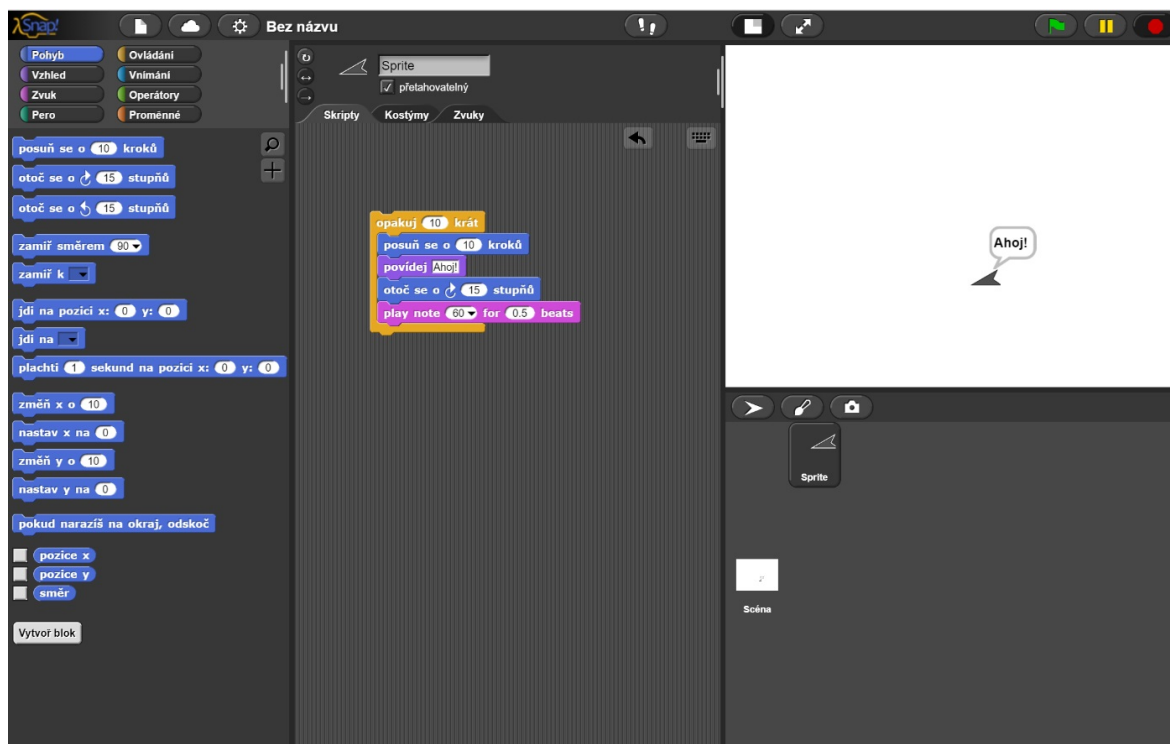 Snap!
Bez názvu
Pohyb
Ovládání
Vzhled
Vnímání
Zvuk
Operátory
Pero
Proměnné
posuň se o 10 kroků
otoč se o 15 stupňů
otoč se o 15 stupňů
zamiř směrem 90
zamiř k
jdi na pozici x: 0 y: 0
jdi na
plachti 1 sekund na pozici x: 0 y: 0
změň x o 10
nastav x na 0
změň y o 10
nastav y na 0
pokud narazíš na okraj, odskoč
pozice x
pozice y
směr
Vytvoř blok
Sprite
přetahovatelný
Skripty
Kostýmy
Zvuky
opakuj 10 krát
posuň se o 10 kroků
povídej Ahoj!
otoč se o 15 stupňů
play note 60 for 0.5 beats
Ahoj!
Sprite
Scéna